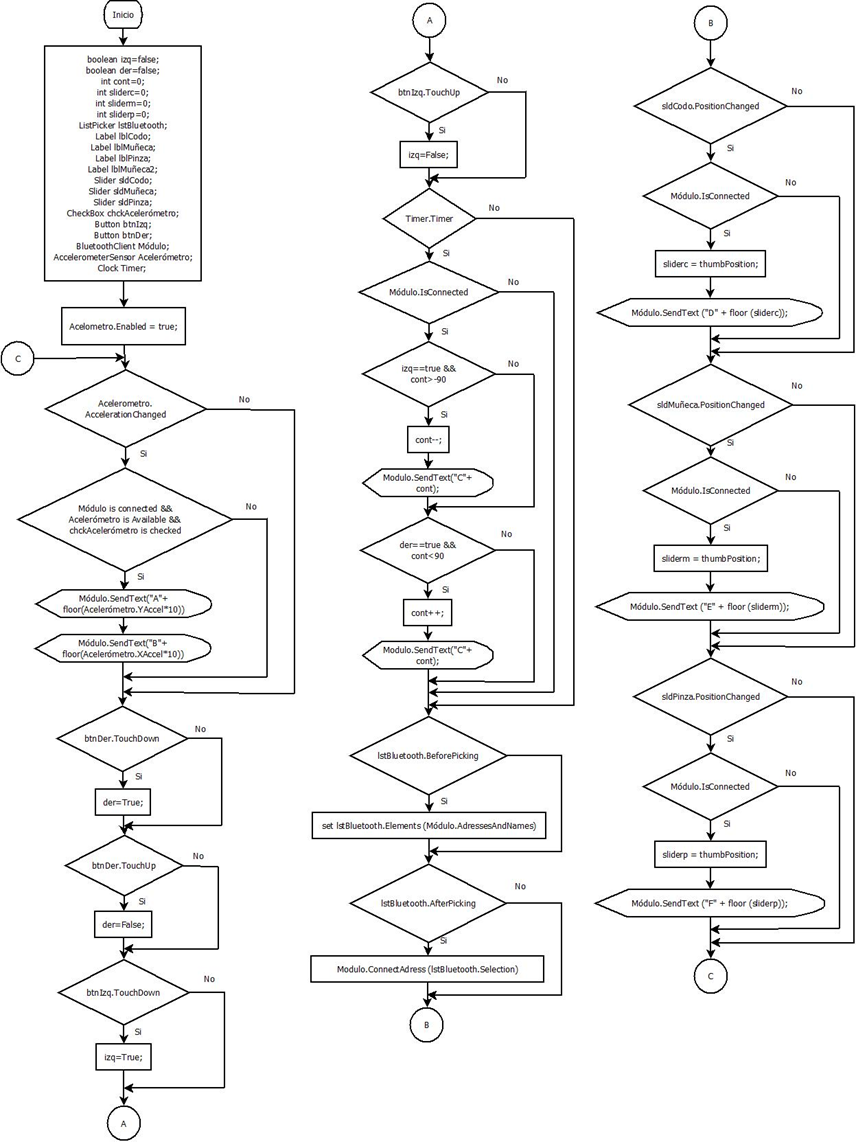 Inicio
boolean izq=false;
boolean der=false;
int cont=0;
int sliderc=0;
int sliderm=0;
int sliderp=0;
ListPicker lstBluetooth;
Label lblCodo;
Label lblMuñeca;
Label lblPinza;
Label lblMuñeca2;
Slider sldCodo;
Slider sldMuñeca;
Slider sldPinza;
CheckBox chckAcelerómetro;
Button btnIzq;
Button btnDer;
BluetoothClient Módulo;
AccelerometerSensor Acelerómetro;
Clock Timer;
Acelometro.Enabled = true;
C
Acelerometro.
AccelerationChanged
No
Si
Módulo is connected &&
Acelerómetro is Available &&
chckAcelerómetro is checked
No
Si
Módulo.SendText("A"+
floor(Acelerómetro.YAccel*10))
Módulo.SendText("B"+
floor(Acelerómetro.XAccel*10))
btnDer.TouchDown
No
Si
der=True;
btnDer.TouchUp
No
Si
der=False;
btnIzq.TouchDown
No
Si
izq=True;
A
A
btnIzq.TouchUp
No
Si
izq=False;
Timer.Timer
No
Si
Módulo.IsConnected
No
Si
izq==true &&
cont>-90
No
Si
cont--;
Modulo.SendText("C"+
cont);
der==true &&
cont<90
No
Si
cont++;
Modulo.SendText("C"+
cont);
lstBluetooth.BeforePicking
Si
set lstBluetooth.Elements (Módulo.AdressesAndNames)
lstBluetooth.AfterPicking
No
Si
Modulo.ConnectAdress (lstBluetooth.Selection)
B
B
sldCodo.PositionChanged
No
Si
Módulo.IsConnected
No
Si
sliderc = thumbPosition;
Módulo.SendText ("D" + floor (sliderc));
sldMuñeca.PositionChanged
No
Si
Módulo.IsConnected
No
Si
sliderm = thumbPosition;
Módulo.SendText ("E" + floor (sliderm));
sldPinza.PositionChanged
No
Si
Módulo.IsConnected
No
Si
sliderp = thumbPosition;
Módulo.SendText ("F" + floor (sliderp));
C